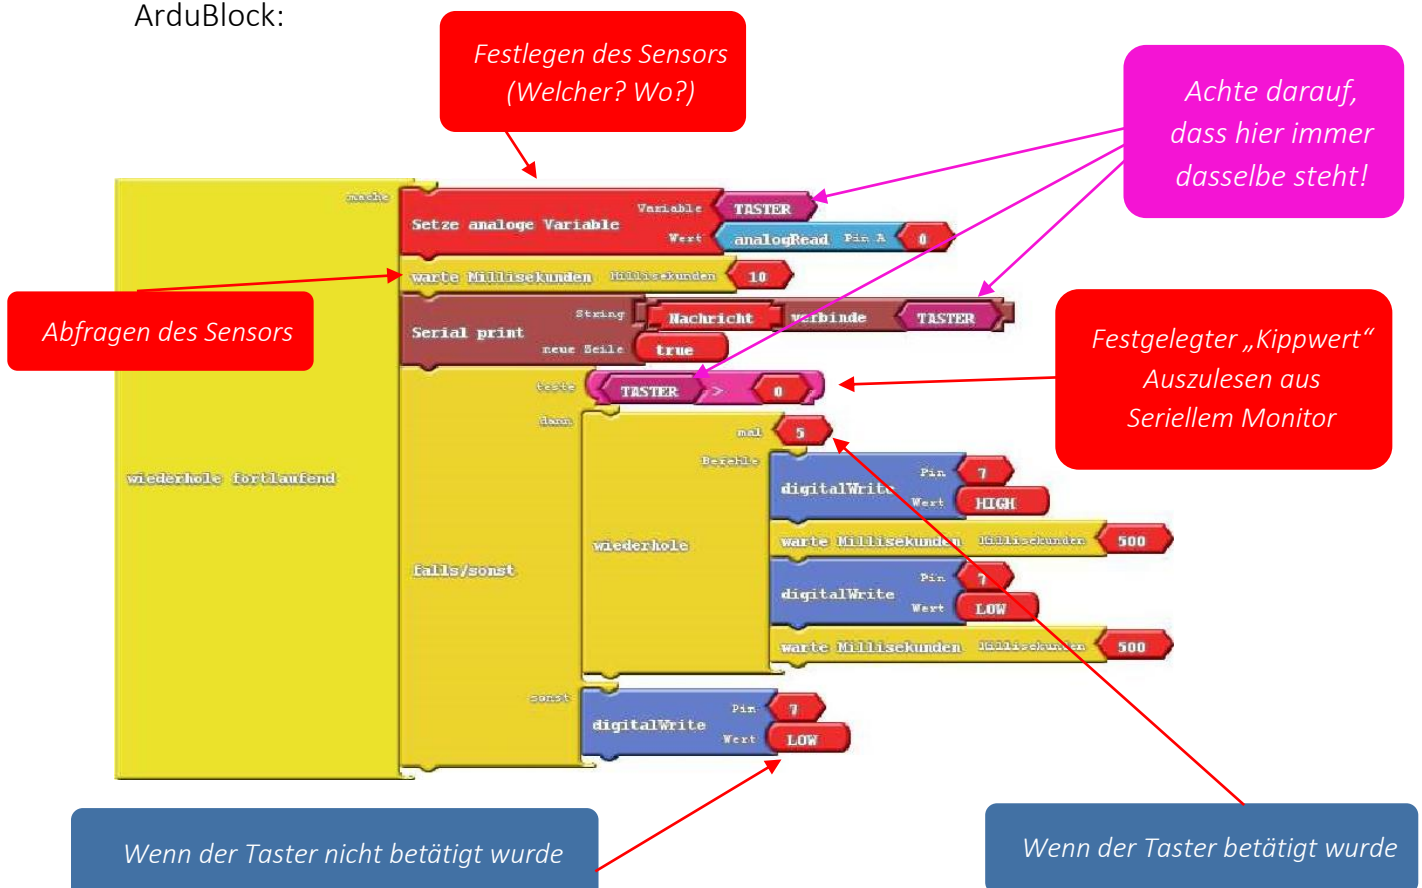 ArduBlock:
Festlegen des Sensors
(Welcher? Wo?)
Achte darauf,
dass hier immer
dasselbe steht!
mache
Setze analoge Variable
Variable TASTER
Wert analogRead Pin A 0
warte Millisekunden Millisekunden 10
Abfragen des Sensors
Serial print
String Nachricht verbinde TASTER
neue Zeile true
Festgelegter „Kippwert“
Auszulesen aus
Seriellem Monitor
wiederhole fortlaufend
falls/sonst
teste TASTER > 0
dann
wiederhole
mal 5
Befehle
digitalWrite
Pin 7
Wert HIGH
warte Millisekunden Millisekunden 500
digitalWrite
Pin 7
Wert LOW
warte Millisekunden Millisekunden 500
sonst
digitalWrite
Pin 7
Wert LOW
Wenn der Taster nicht betätigt wurde
Wenn der Taster betätigt wurde